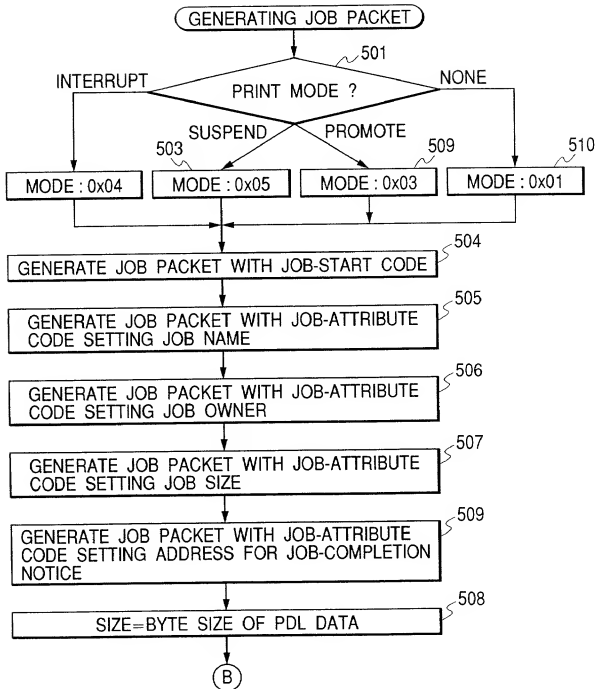 GENERATING JOB PACKET
501
PRINT MODE ?
INTERRUPT
NONE
SUSPEND
PROMOTE
503
509
510
MODE : 0x04
MODE : 0x05
MODE : 0x03
MODE : 0x01
504
GENERATE JOB PACKET WITH JOB-START CODE
505
GENERATE JOB PACKET WITH JOB-ATTRIBUTE
CODE SETTING JOB NAME
506
GENERATE JOB PACKET WITH JOB-ATTRIBUTE
CODE SETTING JOB OWNER
507
GENERATE JOB PACKET WITH JOB-ATTRIBUTE
CODE SETTING JOB SIZE
509
GENERATE JOB PACKET WITH JOB-ATTRIBUTE
CODE SETTING ADDRESS FOR JOB-COMPLETION
NOTICE
508
SIZE=BYTE SIZE OF PDL DATA
B